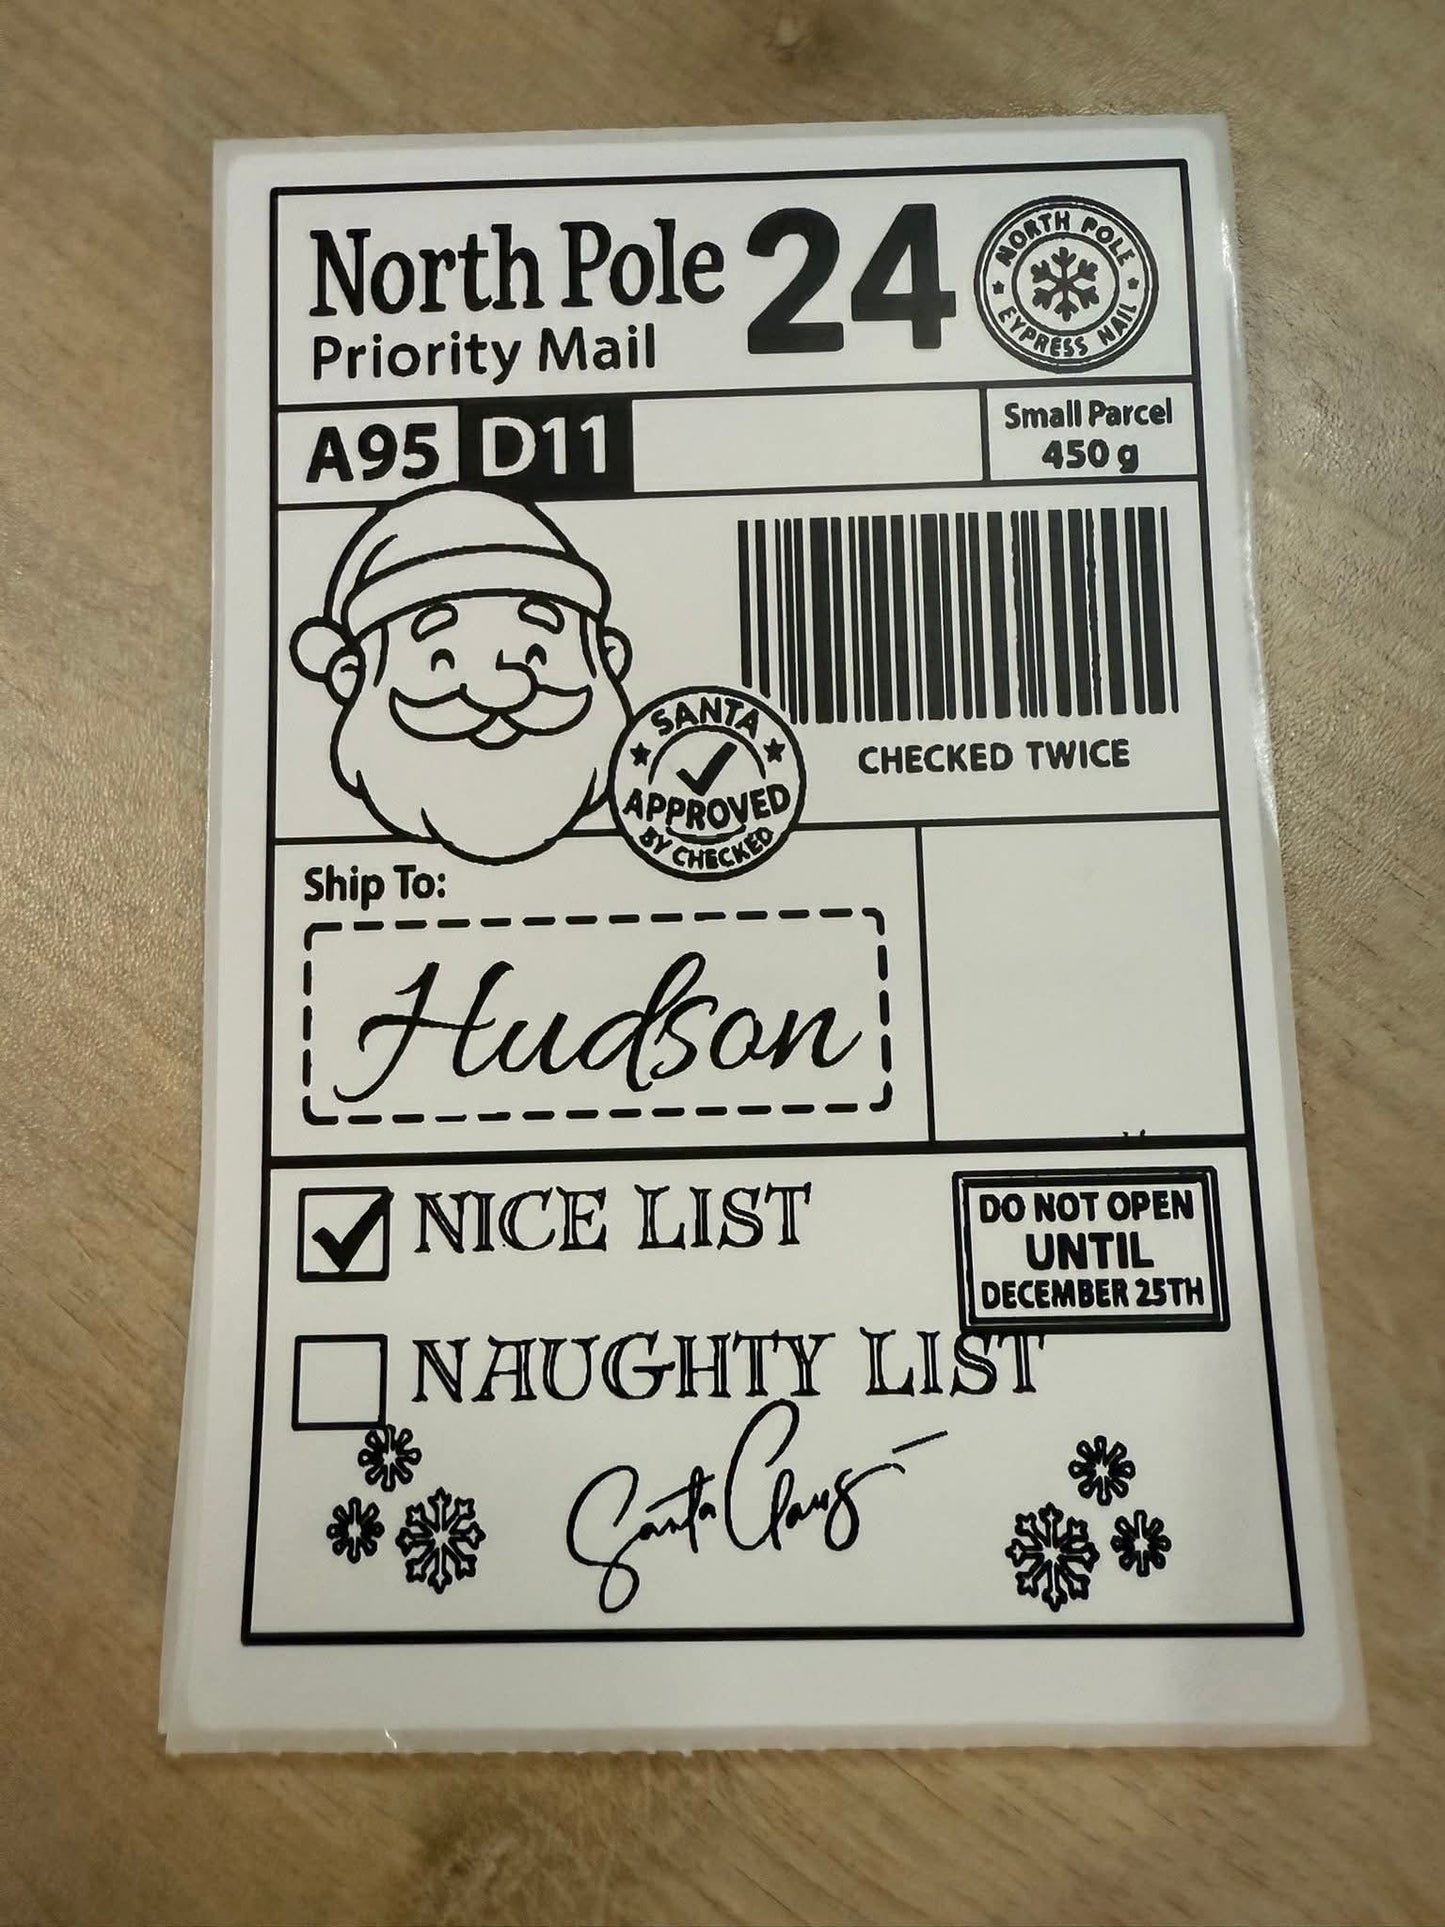 North Pole
Priority Mail
24
NORTH POLE
EYPRESS NAIL
A95 D11
Small Parcel
450 g
CHECKED TWICE
SANTA
APPROVED
BY CHECKED
Ship To:
Hudson
NICE LIST
DO NOT OPEN
UNTIL
DECEMBER 25TH
NAUGHTY LIST
Santa Claus